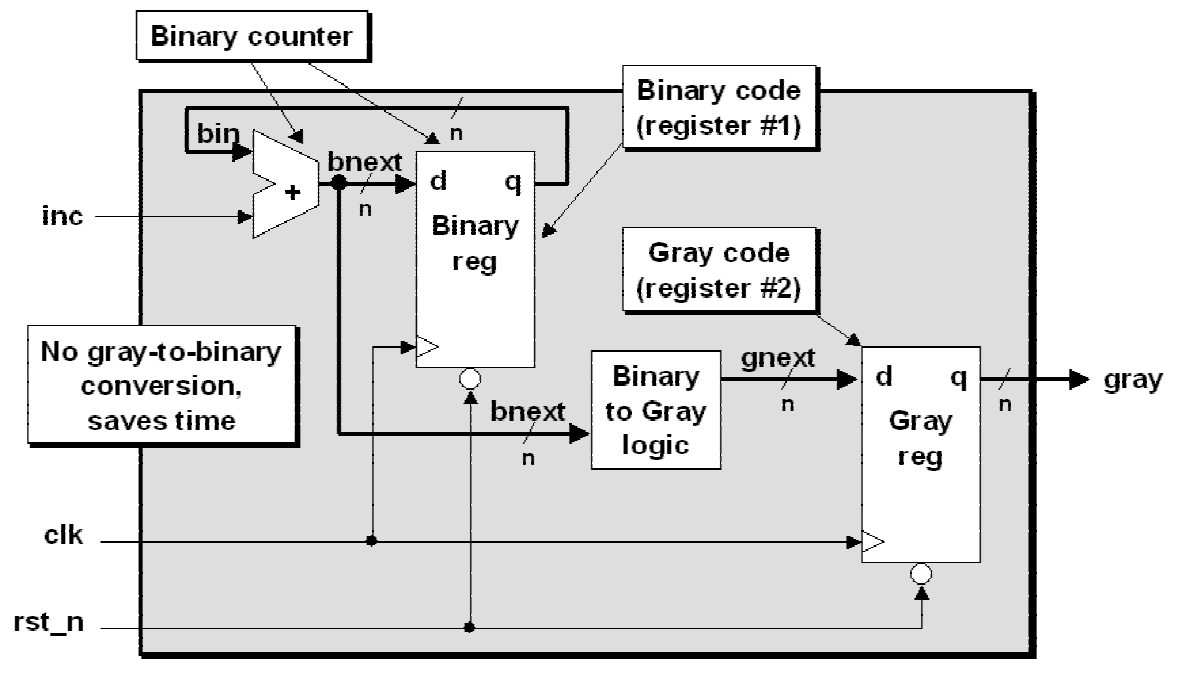 Binary counter
Binary code
(register #1)
n
bin
bnext
n
+
d q
Binary
reg
inc
Gray code
(register #2)
No gray-to-binary
conversion,
saves time
bnext
n
Binary
to Gray
logic
gnext
n
d q
Gray
reg
n
gray
clk
rst_n